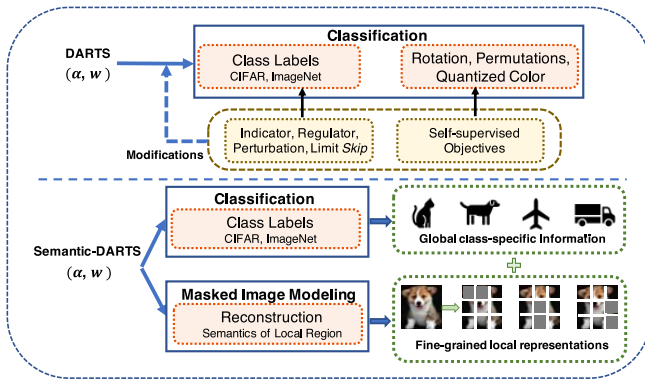 Classification
DARTS
(α, w)
Class Labels
CIFAR, ImageNet
Rotation, Permutations,
Quantized Color
Modifications
Indicator, Regulator,
Perturbation, Limit Skip
Self-supervised
Objectives
Classification
Class Labels
CIFAR, ImageNet
Global class-specific Information
Semantic-DARTS
(α, w)
Masked Image Modeling
Reconstruction
Semantics of Local Region
Fine-grained local representations